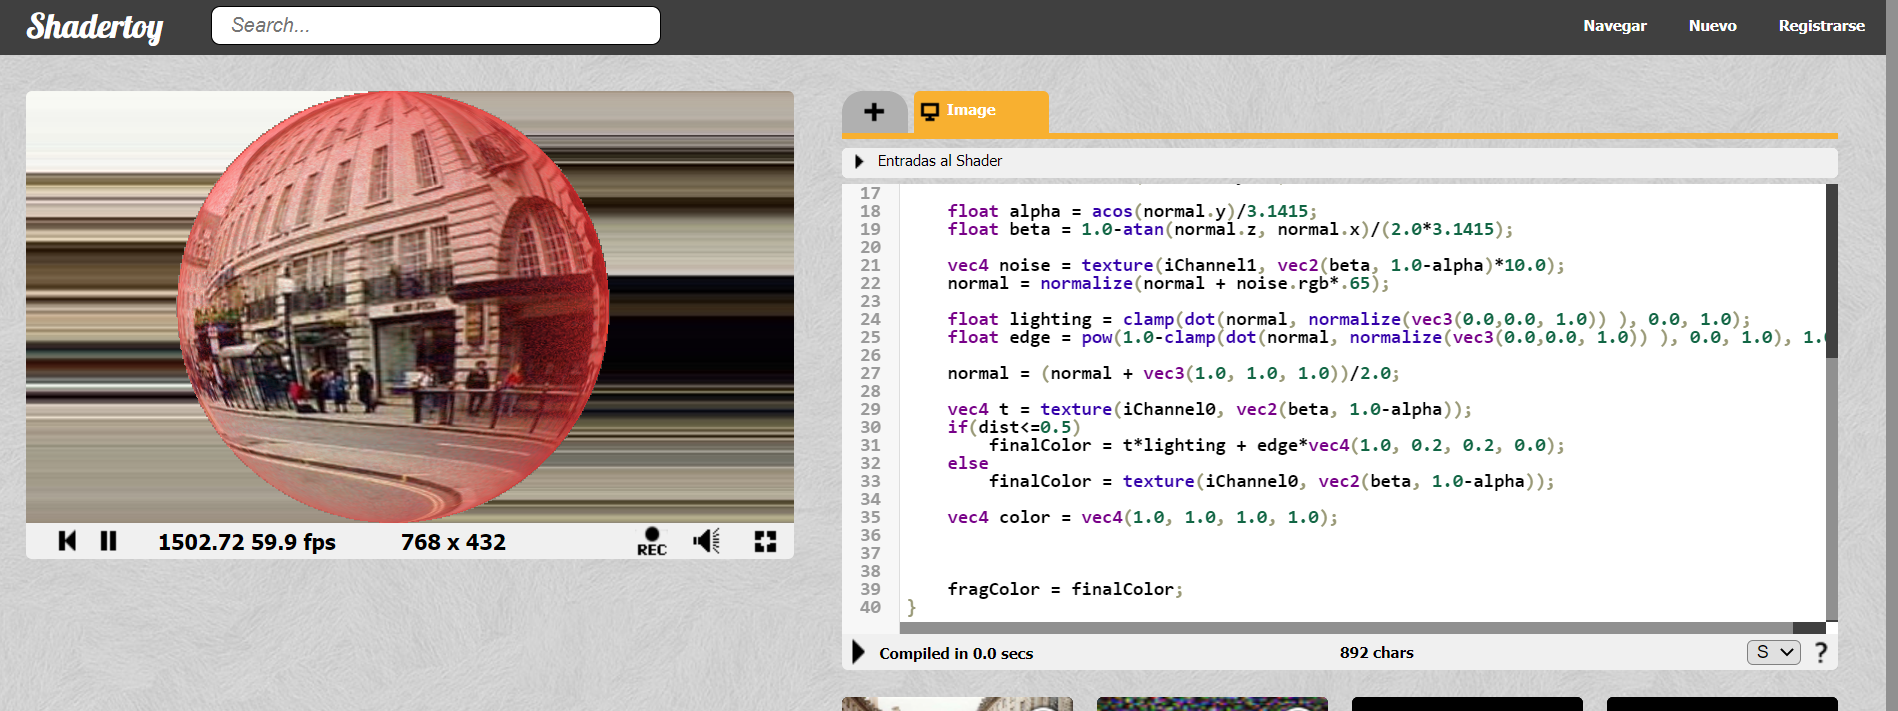 Shadertoy
Search...
Navegar
Nuevo
Registrarse
1502.72 59.9 fps
768 x 432
REC
+
Image
Entradas al Shader
17
18 float alpha = acos(normal.y)/3.1415;
19 float beta = 1.0-atan(normal.z, normal.x)/(2.0*3.1415);
20
21 vec4 noise = texture(iChannel1, vec2(beta, 1.0-alpha)*10.0);
22 normal = normalize(normal + noise.rgb*.65);
23
24 float lighting = clamp(dot(normal, normalize(vec3(0.0,0.0, 1.0)) ), 0.0, 1.0);
25 float edge = pow(1.0-clamp(dot(normal, normalize(vec3(0.0,0.0, 1.0)) ), 0.0, 1.0), 1.
26
27 normal = (normal + vec3(1.0, 1.0, 1.0))/2.0;
28
29 vec4 t = texture(iChannel0, vec2(beta, 1.0-alpha));
30 if(dist<=0.5)
31 finalColor = t*lighting + edge*vec4(1.0, 0.2, 0.2, 0.0);
32 else
33 finalColor = texture(iChannel0, vec2(beta, 1.0-alpha));
34
35 vec4 color = vec4(1.0, 1.0, 1.0, 1.0);
36
37
38
39 fragColor = finalColor;
40 }
Compiled in 0.0 secs
892 chars
S
?